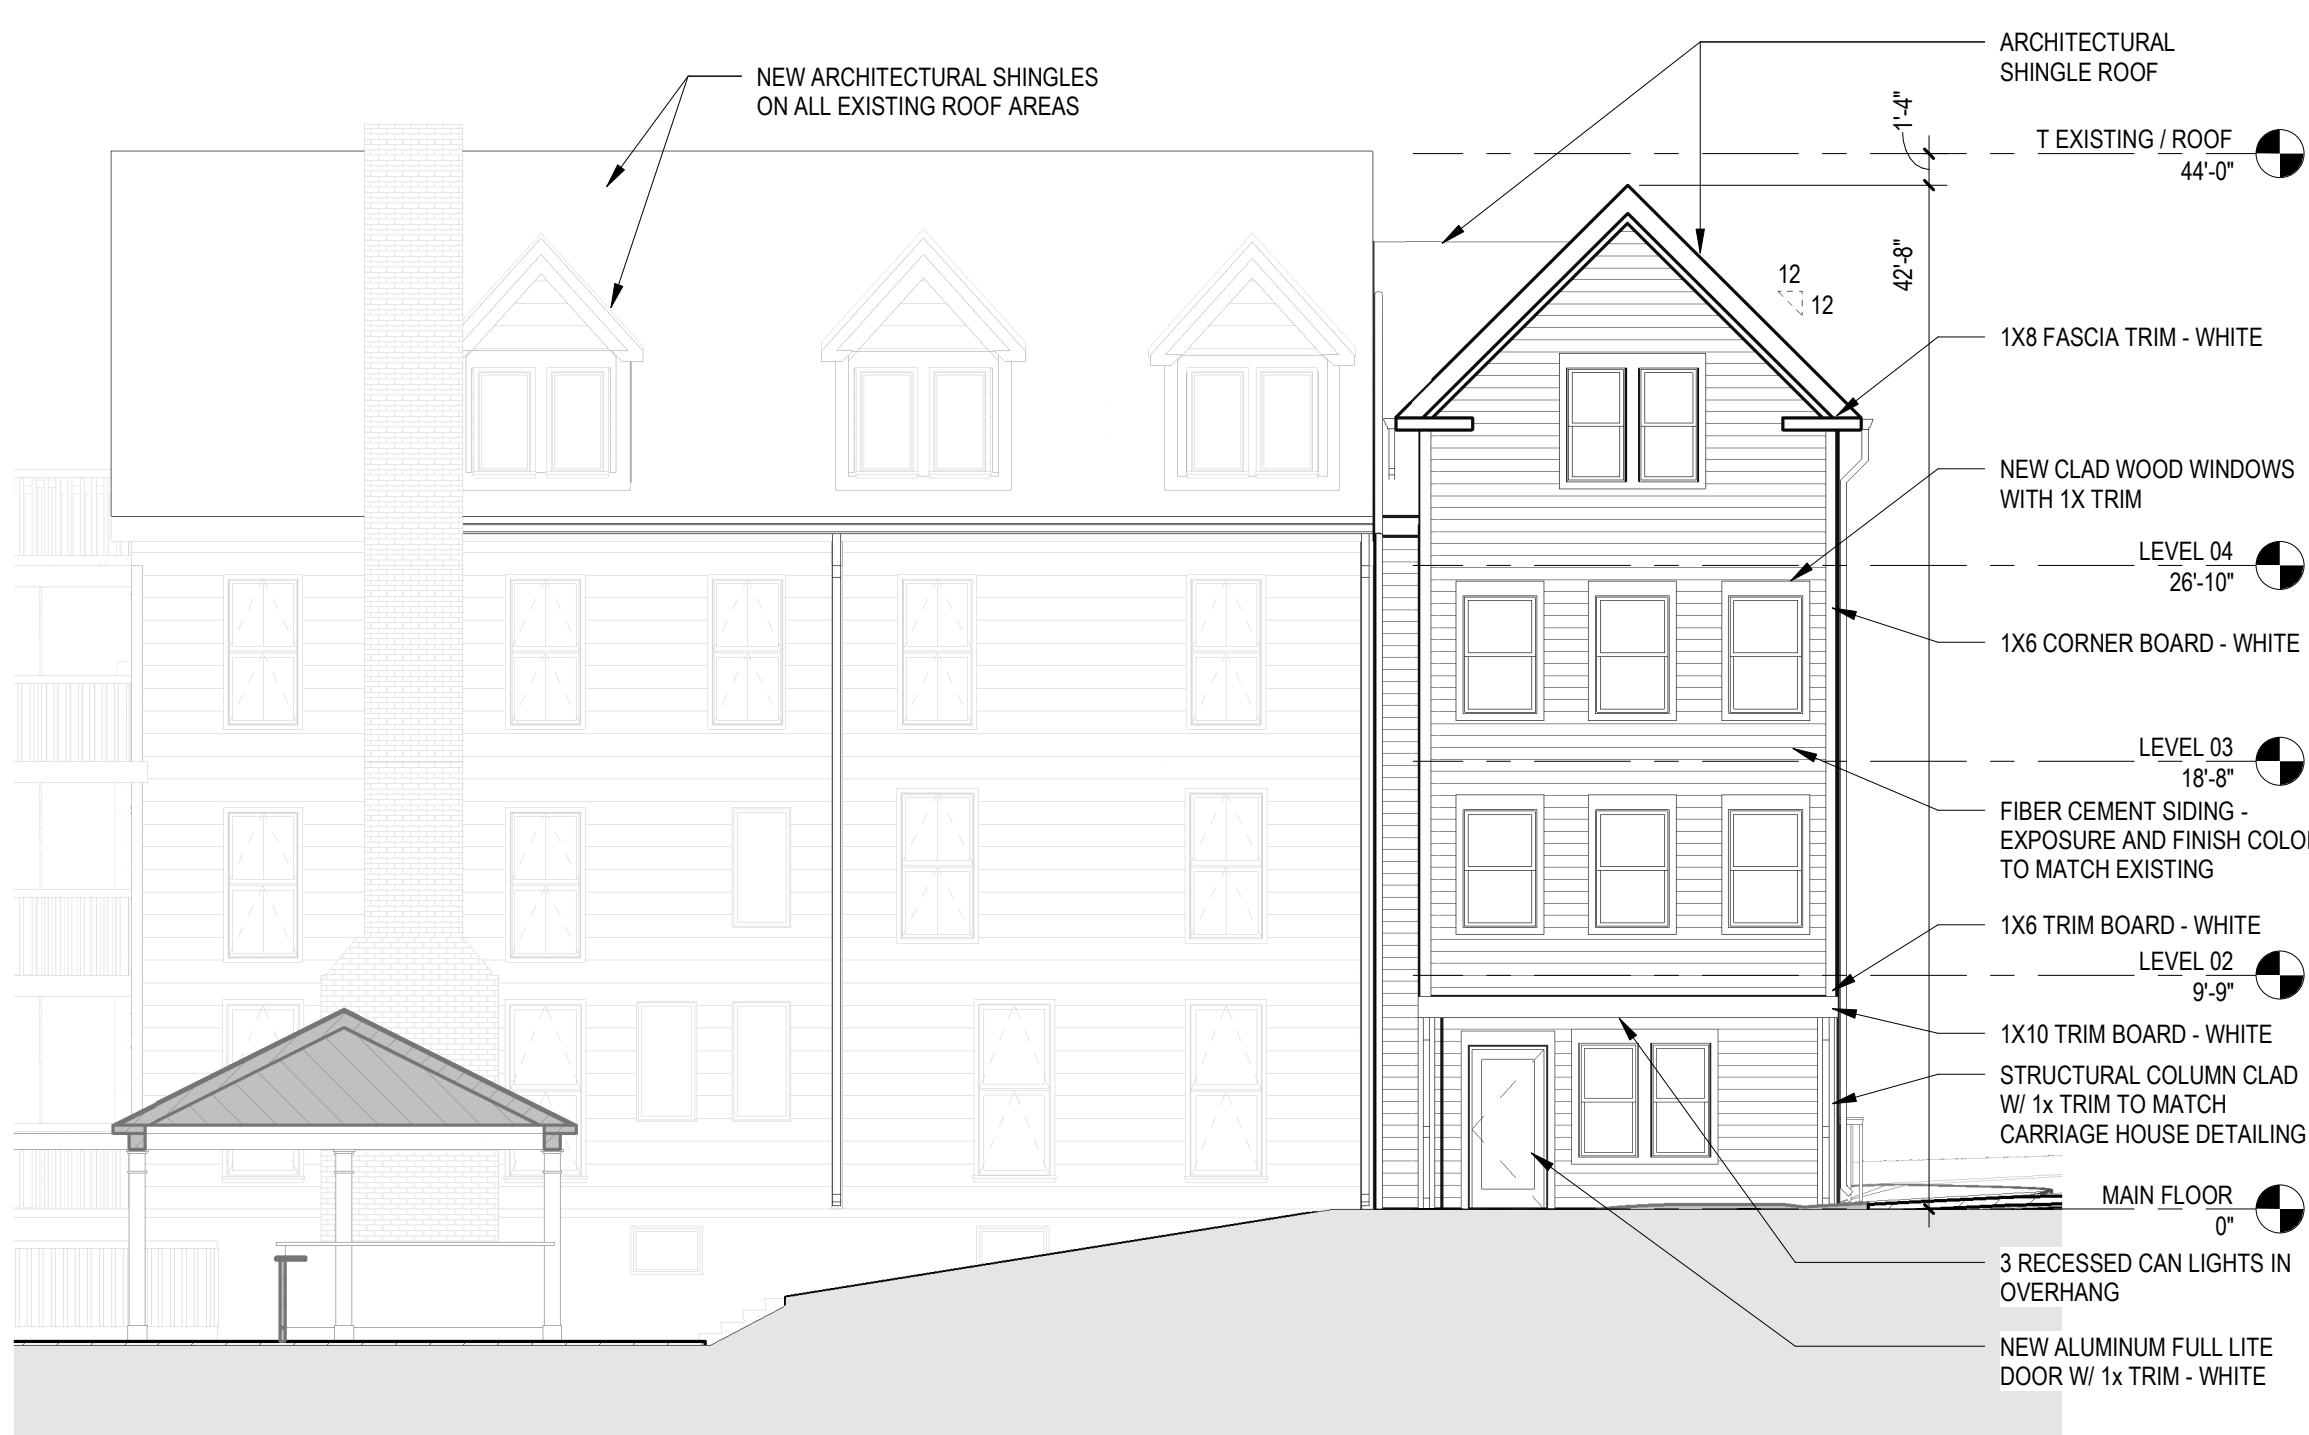 NEW ARCHITECTURAL SHINGLES
ON ALL EXISTING ROOF AREAS
ARCHITECTURAL
SHINGLE ROOF
1'-4"
T EXISTING / ROOF
44'-0"
42'-8"
12
12
1X8 FASCIA TRIM - WHITE
NEW CLAD WOOD WINDOWS
WITH 1X TRIM
LEVEL 04
26'-10"
1X6 CORNER BOARD - WHITE
LEVEL 03
18'-8"
FIBER CEMENT SIDING -
EXPOSURE AND FINISH COLO
TO MATCH EXISTING
1X6 TRIM BOARD - WHITE
LEVEL 02
9'-9"
1X10 TRIM BOARD - WHITE
STRUCTURAL COLUMN CLAD
W/ 1x TRIM TO MATCH
CARRIAGE HOUSE DETAILING
MAIN FLOOR
0"
3 RECESSED CAN LIGHTS IN
OVERHANG
NEW ALUMINUM FULL LITE
DOOR W/ 1x TRIM - WHITE